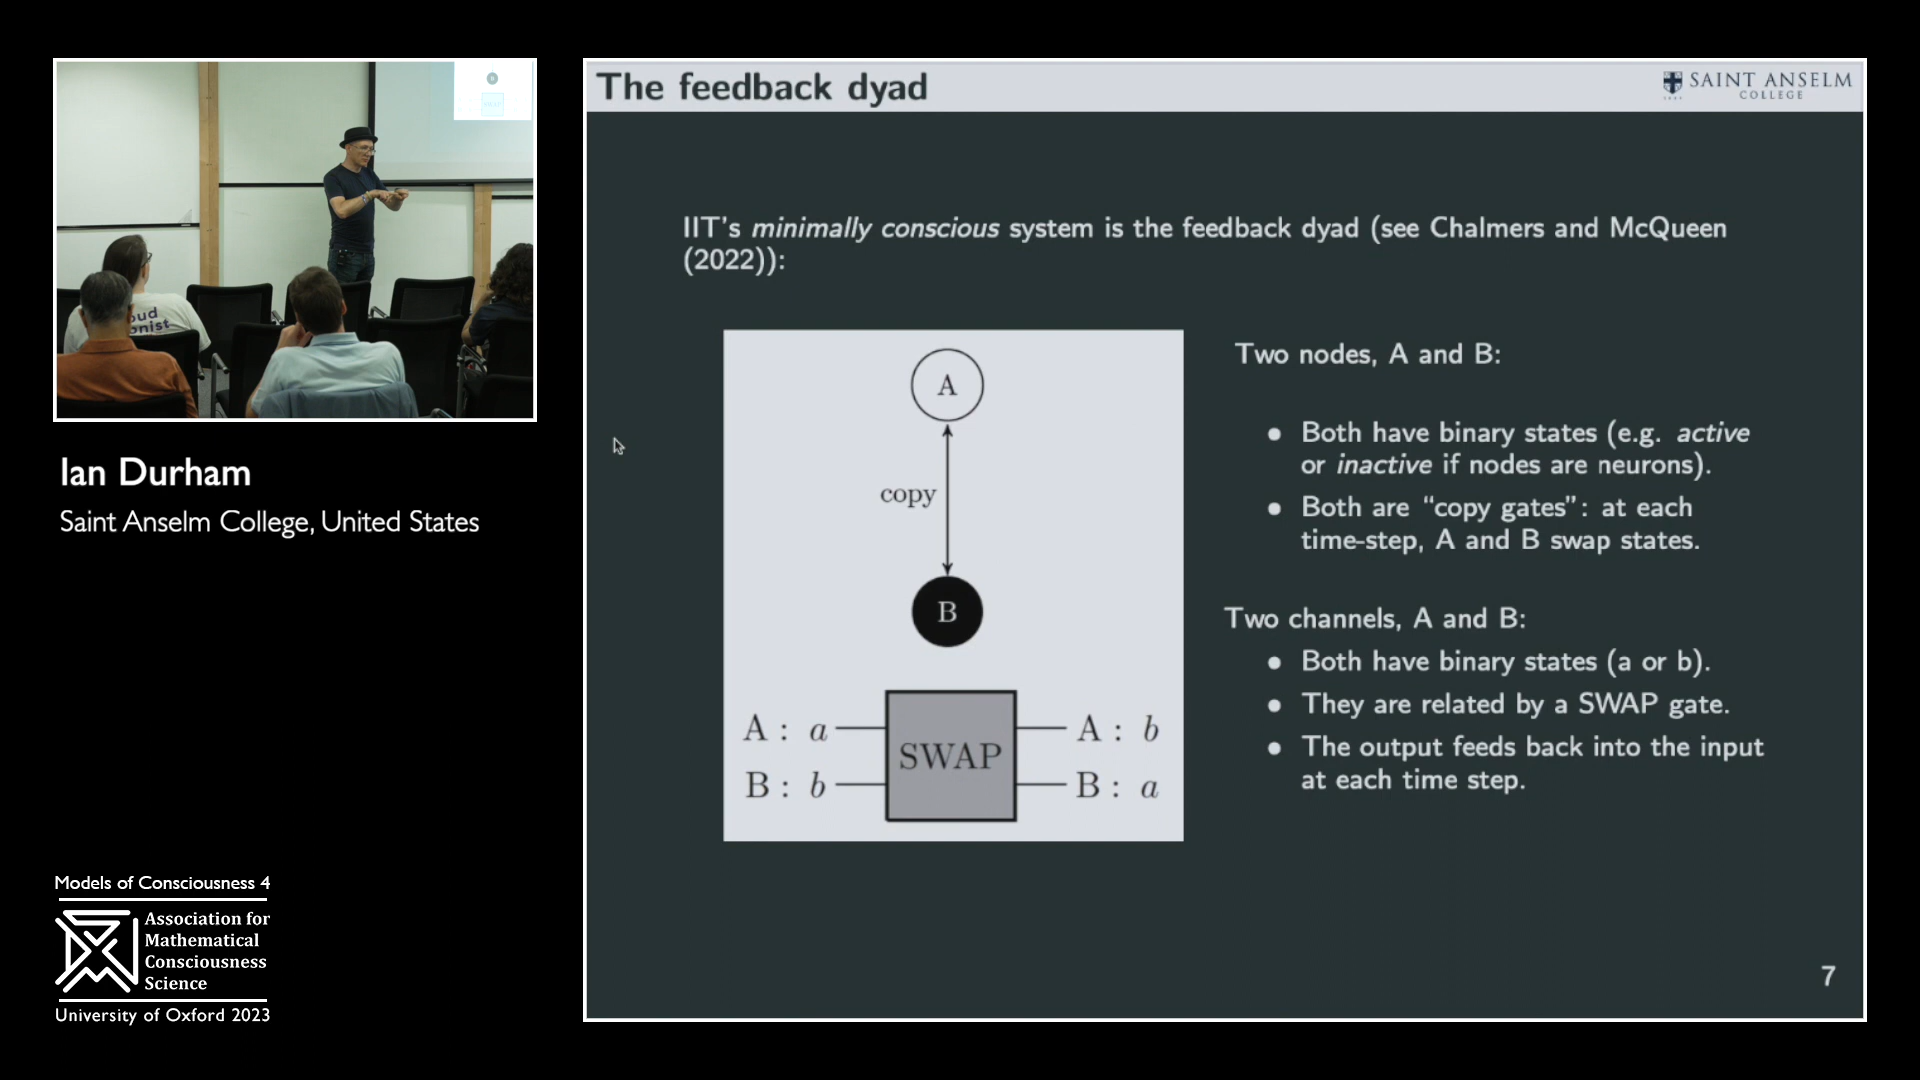 oud
onist
Ian Durham
Saint Anselm College, United States
Models of Consciousness 4
Association for
Mathematical
Consciousness
Science
University of Oxford 2023
The feedback dyad
SAINT ANSELM
COLLEGE
IIT's minimally conscious system is the feedback dyad (see Chalmers and McQueen
(2022)):
A
copy
B
SWAP
A : a
B : b
A : b
B : a
Two nodes, A and B:
● Both have binary states (e.g. active
or inactive if nodes are neurons).
● Both are “copy gates”: at each
time-step, A and B swap states.
Two channels, A and B:
● Both have binary states (a or b).
● They are related by a SWAP gate.
● The output feeds back into the input
at each time step.
7